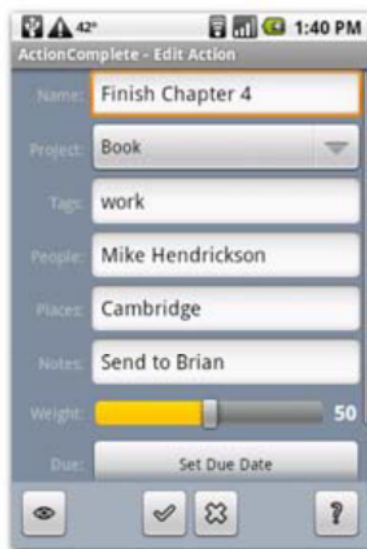 42° 1:40 PM
ActionComplete - Edit Action
Name: Finish Chapter 4
Project: Book
Tags: work
People: Mike Hendrickson
Places: Cambridge
Notes: Send to Brian
Weight: 50
Due: Set Due Date
?